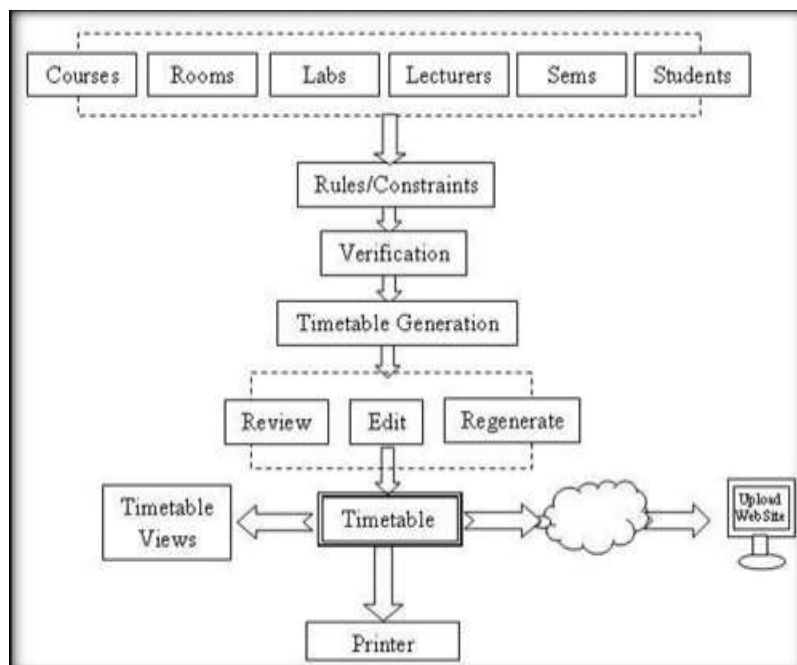 Courses
Rooms
Labs
Lecturers
Sems
Students
Rules/Constraints
Verification
Timetable Generation
Review
Edit
Regenerate
Timetable
Views
Timetable
Upload
Web Site
Printer